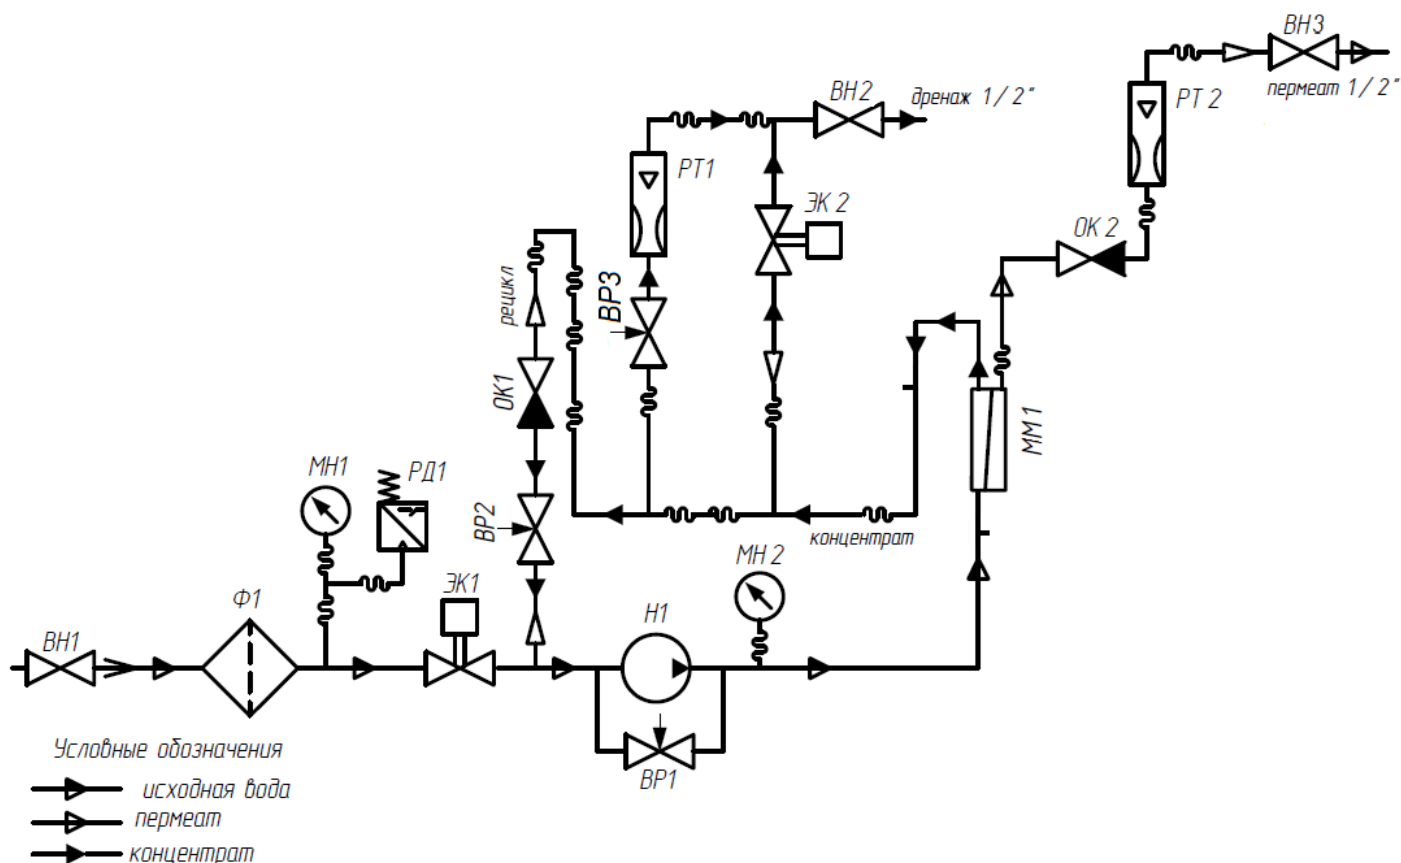 ВН3
пермеат 1/2"
РТ 2
ВН2
дренаж 1/2"
РТ1
ЭК 2
ОК 2
рецикл
ВР3
ОК1
ММ1
МН1
РД1
ВР2
концентрат
МН 2
ЭК1
Н1
Ф1
ВН1
ВР1
Условные обозначения
исходная вода
пермеат
концентрат